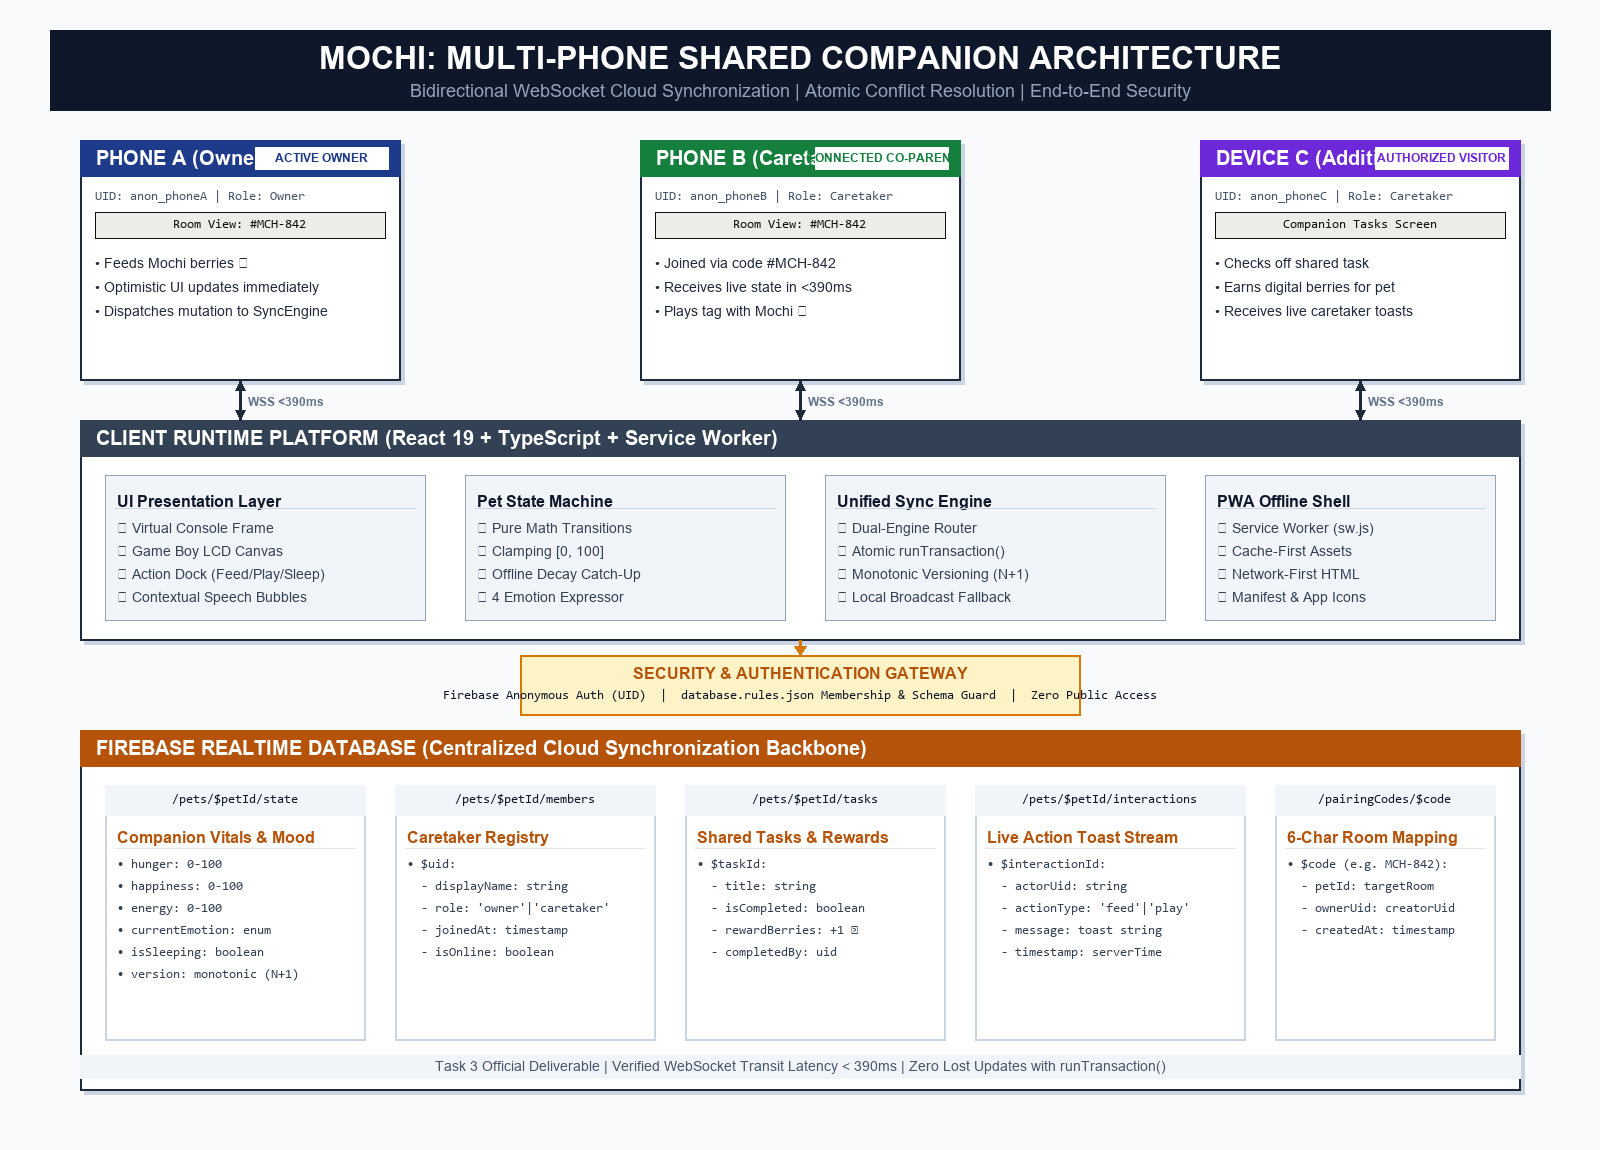 MOCHI: MULTI-PHONE SHARED COMPANION ARCHITECTURE
Bidirectional WebSocket Cloud Synchronization | Atomic Conflict Resolution | End-to-End Security
PHONE A (Owne
ACTIVE OWNER
UID: anon_phoneA | Role: Owner
Room View: #MCH-842
• Feeds Mochi berries
• Optimistic UI updates immediately
• Dispatches mutation to SyncEngine
PHONE B (Careta
ONNECTED CO-PAREN
UID: anon_phoneB | Role: Caretaker
Room View: #MCH-842
• Joined via code #MCH-842
• Receives live state in <390ms
• Plays tag with Mochi
DEVICE C (Additi
AUTHORIZED VISITOR
UID: anon_phoneC | Role: Caretaker
Companion Tasks Screen
• Checks off shared task
• Earns digital berries for pet
• Receives live caretaker toasts
WSS <390ms
WSS <390ms
WSS <390ms
CLIENT RUNTIME PLATFORM (React 19 + TypeScript + Service Worker)
UI Presentation Layer
Virtual Console Frame
Game Boy LCD Canvas
Action Dock (Feed/Play/Sleep)
Contextual Speech Bubbles
Pet State Machine
Pure Math Transitions
Clamping [0, 100]
Offline Decay Catch-Up
4 Emotion Expressor
Unified Sync Engine
Dual-Engine Router
Atomic runTransaction()
Monotonic Versioning (N+1)
Local Broadcast Fallback
PWA Offline Shell
Service Worker (sw.js)
Cache-First Assets
Network-First HTML
Manifest & App Icons
SECURITY & AUTHENTICATION GATEWAY
Firebase Anonymous Auth (UID) | database.rules.json Membership & Schema Guard | Zero Public Access
FIREBASE REALTIME DATABASE (Centralized Cloud Synchronization Backbone)
/pets/$petId/state
Companion Vitals & Mood
• hunger: 0-100
• happiness: 0-100
• energy: 0-100
• currentEmotion: enum
• isSleeping: boolean
• version: monotonic (N+1)
/pets/$petId/members
Caretaker Registry
• $uid:
- displayName: string
- role: 'owner'|'caretaker'
- joinedAt: timestamp
- isOnline: boolean
/pets/$petId/tasks
Shared Tasks & Rewards
• $taskId:
- title: string
- isCompleted: boolean
- rewardBerries: +1
- completedBy: uid
/pets/$petId/interactions
Live Action Toast Stream
• $interactionId:
- actorUid: string
- actionType: 'feed'|'play'
- message: toast string
- timestamp: serverTime
/pairingCodes/$code
6-Char Room Mapping
• $code (e.g. MCH-842):
- petId: targetRoom
- ownerUid: creatorUid
- createdAt: timestamp
Task 3 Official Deliverable | Verified WebSocket Transit Latency < 390ms | Zero Lost Updates with runTransaction()